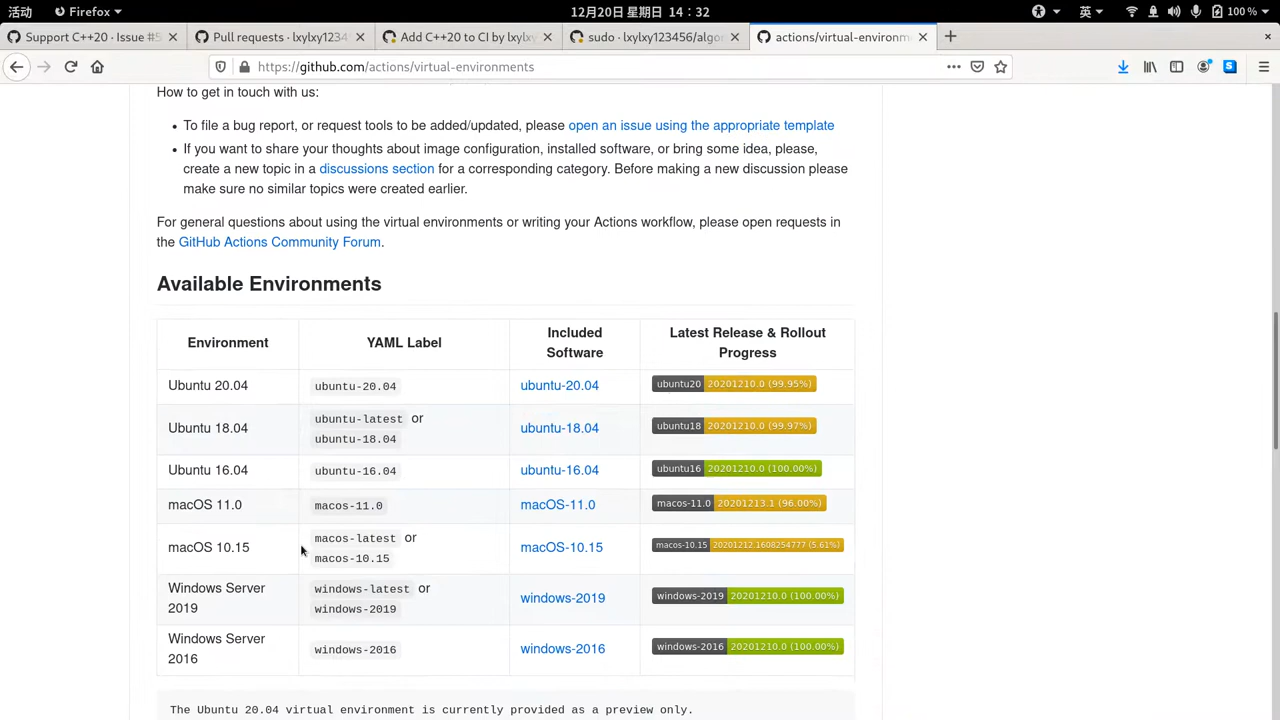 活动
Firefox
12月20日 星期日 14：32
英
100 %
Support C++20 · Issue #5
Pull requests · lxylxy1234
Add C++20 to CI by lxylxy
sudo · lxylxy123456/algor
actions/virtual-environm
https://github.com/actions/virtual-environments
How to get in touch with us:
• To file a bug report, or request tools to be added/updated, please open an issue using the appropriate template
• If you want to share your thoughts about image configuration, installed software, or bring some idea, please,
create a new topic in a discussions section for a corresponding category. Before making a new discussion please
make sure no similar topics were created earlier.
For general questions about using the virtual environments or writing your Actions workflow, please open requests in
the GitHub Actions Community Forum.
Available Environments
Environment YAML Label Included Software Latest Release & Rollout Progress
Ubuntu 20.04 ubuntu-20.04 ubuntu-20.04 ubuntu20 20201210.0 (99.95%)
Ubuntu 18.04 ubuntu-latest or ubuntu-18.04 ubuntu-18.04 ubuntu18 20201210.0 (99.97%)
Ubuntu 16.04 ubuntu-16.04 ubuntu-16.04 ubuntu16 20201210.0 (100.00%)
macOS 11.0 macos-11.0 macOS-11.0 macos-11.0 20201213.1 (96.00%)
macOS 10.15 macos-latest or macos-10.15 macOS-10.15 macos-10.15 20201212.1608254777 (5.61%)
Windows Server 2019 windows-latest or windows-2019 windows-2019 windows-2019 20201210.0 (100.00%)
Windows Server 2016 windows-2016 windows-2016 windows-2016 20201210.0 (100.00%)
The Ubuntu 20.04 virtual environment is currently provided as a preview only.